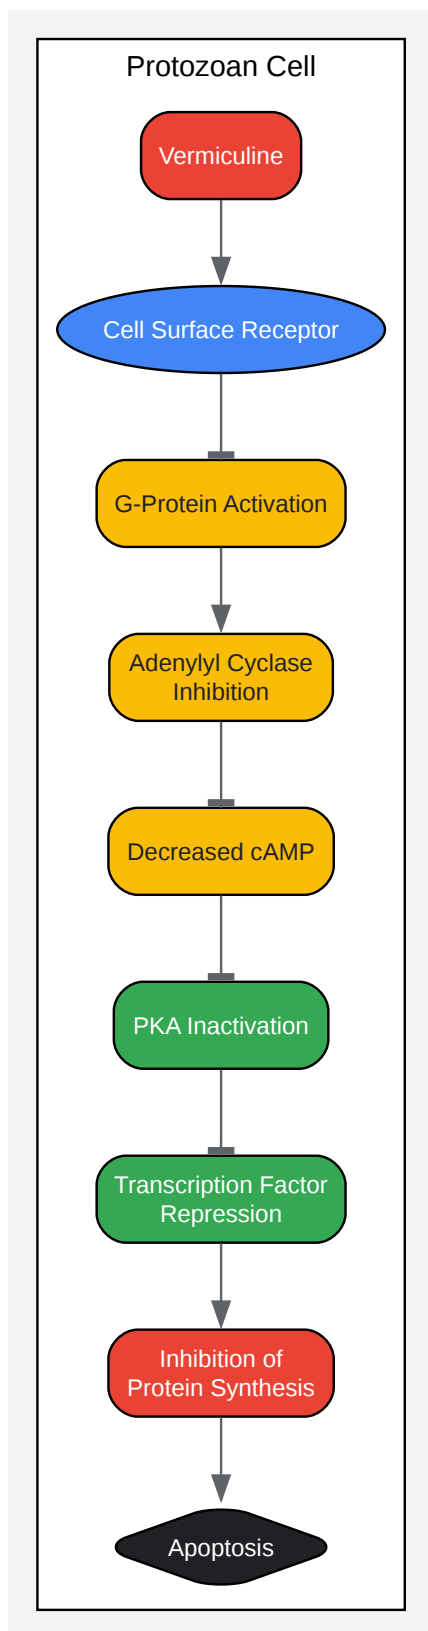 Protozoan Cell
Vermiculine
Cell Surface Receptor
G-Protein Activation
Adenylyl Cyclase
Inhibition
Decreased cAMP
PKA Inactivation
Transcription Factor
Repression
Inhibition of
Protein Synthesis
Apoptosis